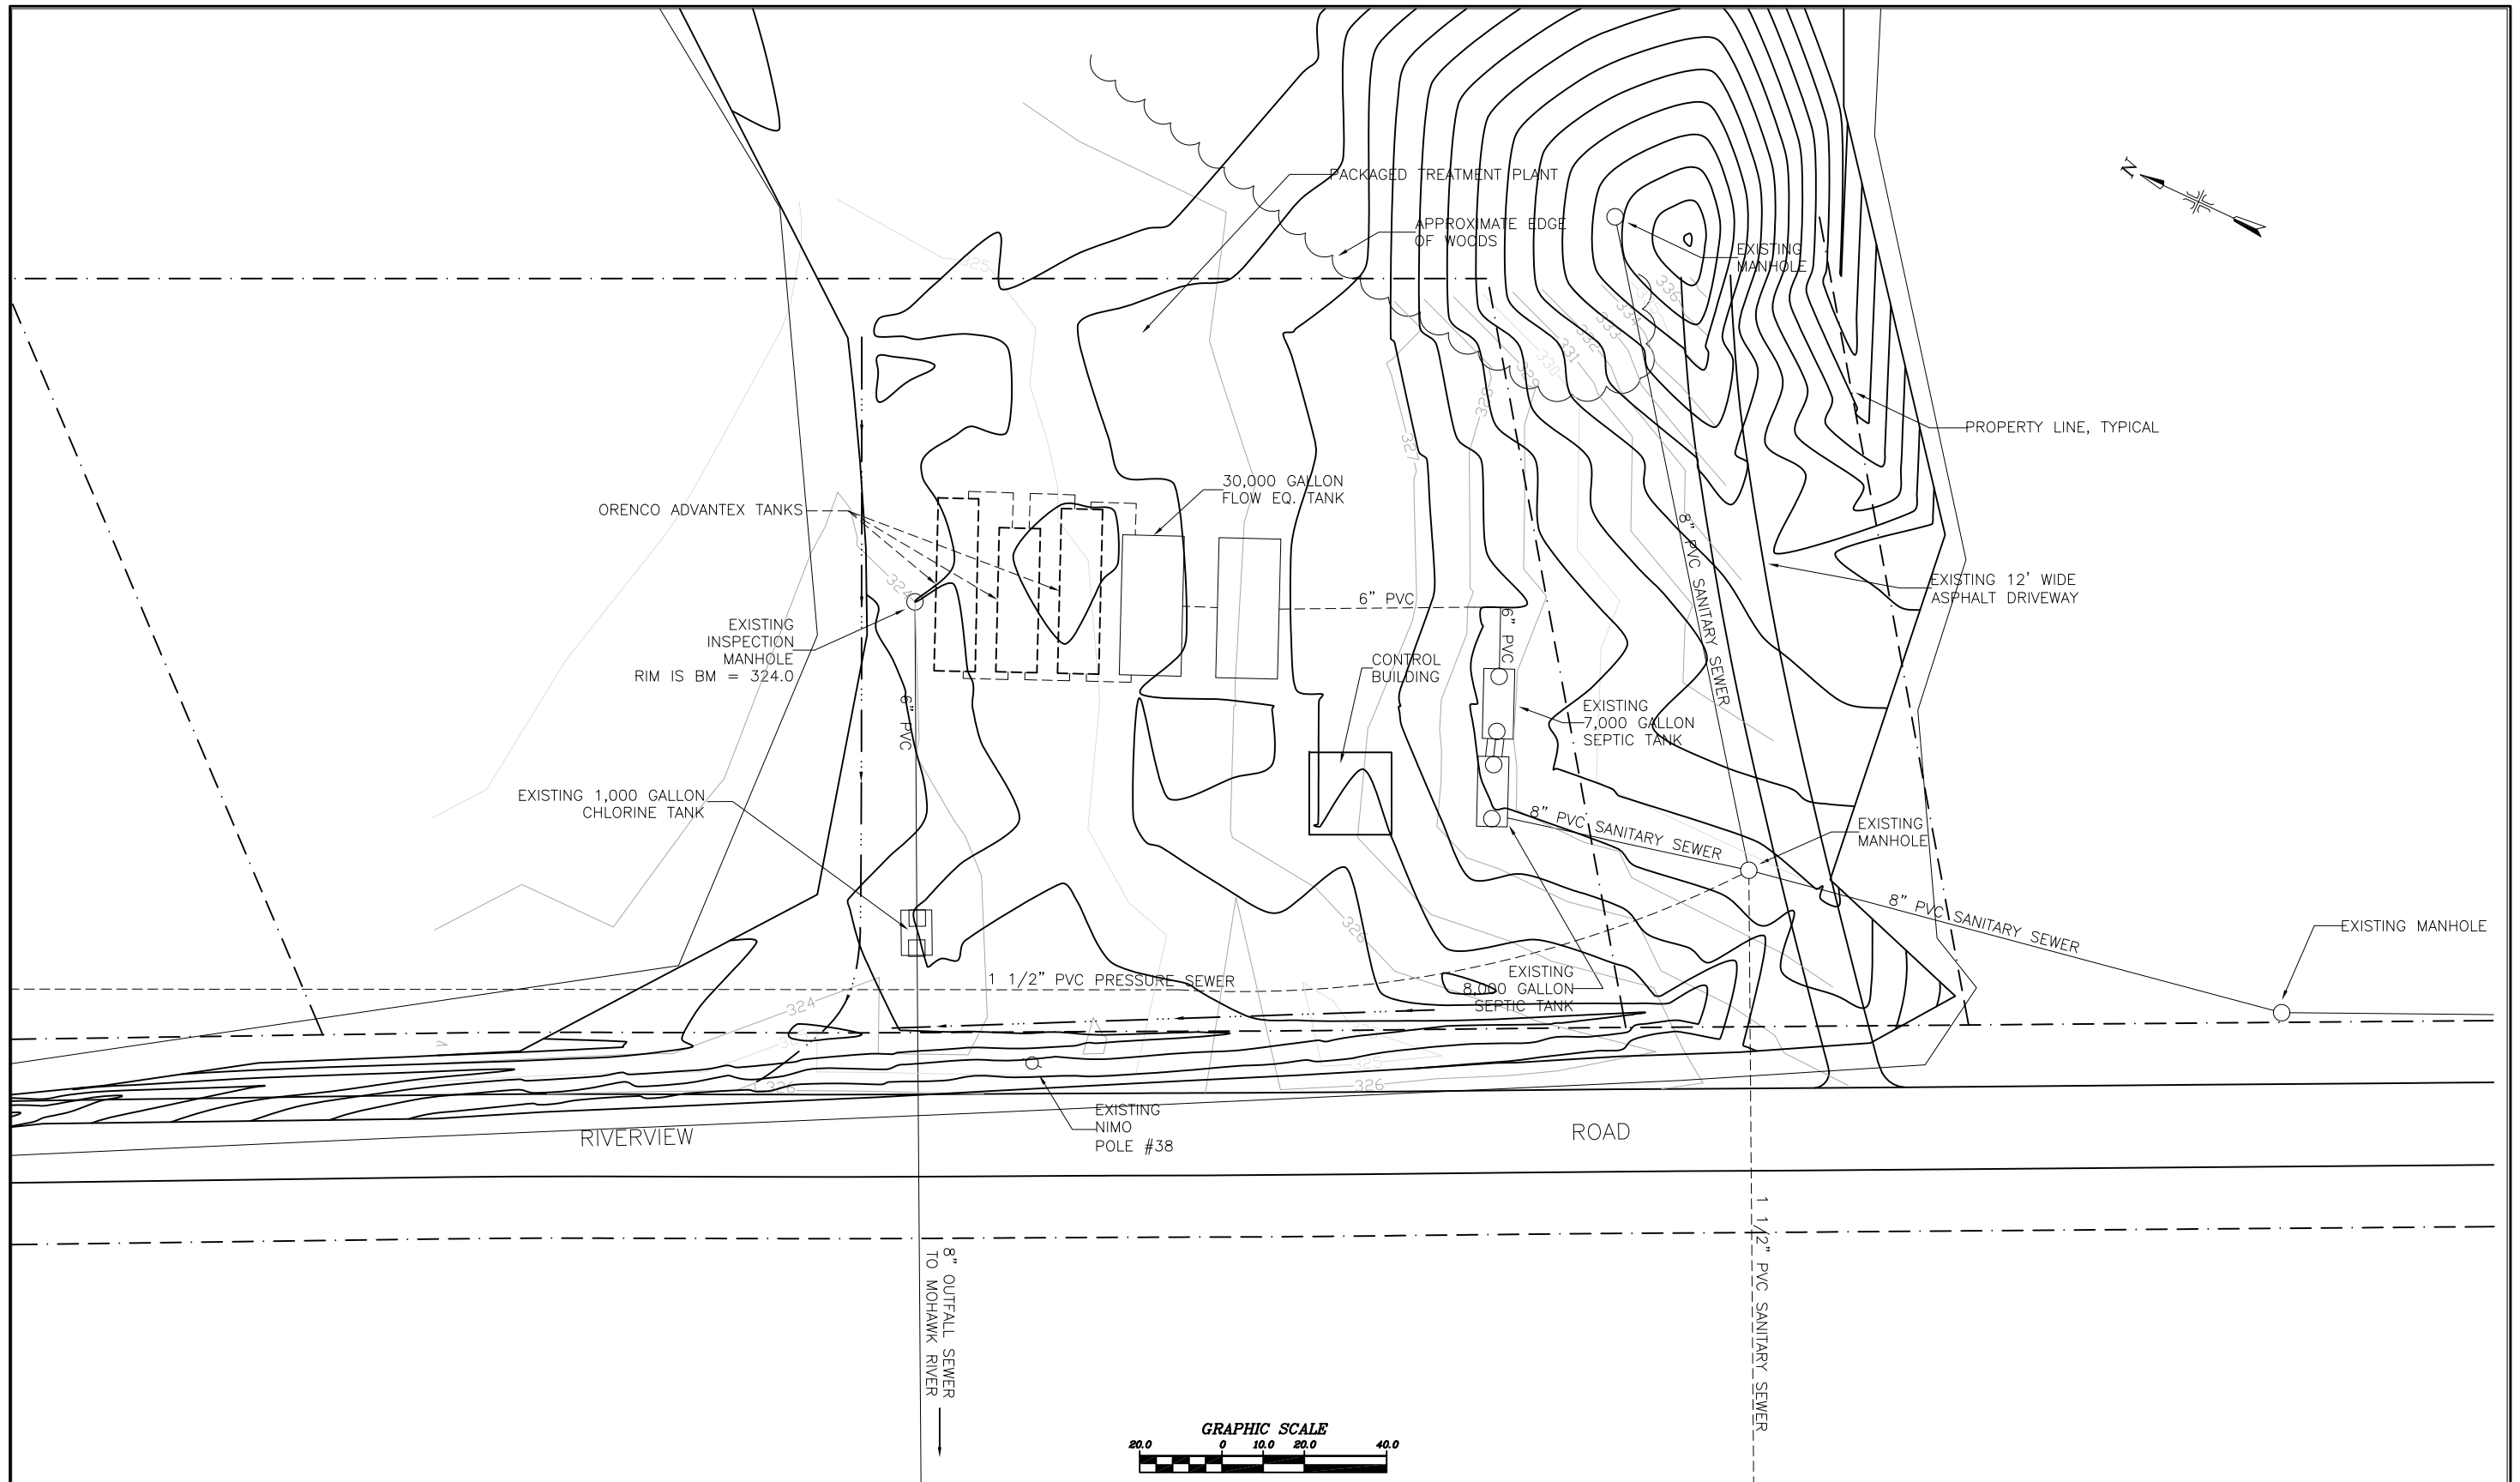 PACKAGED TREATMENT PLANT
APPROXIMATE EDGE
OF WOODS
EXISTING
MANHOLE
N
325
336
334
333
332
331
330
329
328
327
PROPERTY LINE, TYPICAL
30,000 GALLON
FLOW EQ. TANK
ORENCO ADVANTEX TANKS
8" PVC SANITARY SEWER
EXISTING 12' WIDE
ASPHALT DRIVEWAY
324
6" PVC
6" PVC
EXISTING
INSPECTION
MANHOLE
RIM IS BM = 324.0
CONTROL
BUILDING
EXISTING
7,000 GALLON
SEPTIC TANK
6" PVC
EXISTING 1,000 GALLON
CHLORINE TANK
8" PVC SANITARY SEWER
EXISTING
MANHOLE
8" PVC SANITARY SEWER
EXISTING MANHOLE
326
1 1/2" PVC PRESSURE SEWER
EXISTING
8,000 GALLON
SEPTIC TANK
324
325
326
326
EXISTING
NIMO
POLE #38
RIVERVIEW
ROAD
8" OUTFALL SEWER
TO MOHAWK RIVER
1 1/2" PVC SANITARY SEWER
GRAPHIC SCALE
20.0 0 10.0 20.0 40.0